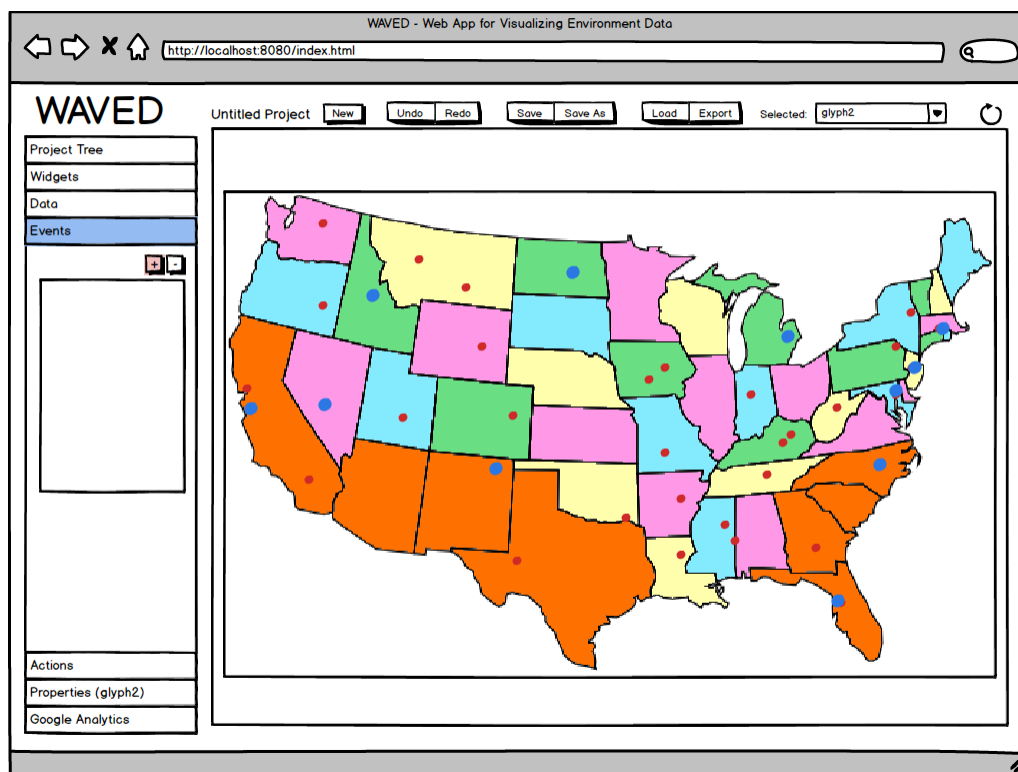 WAVED - Web App for Visualizing Environment Data
http://localhost:8080/index.html
WAVED
Untitled Project New Undo Redo Save Save As Load Export Selected: glyph2
Project Tree
Widgets
Data
Events
+ -
Actions
Properties (glyph2)
Google Analytics